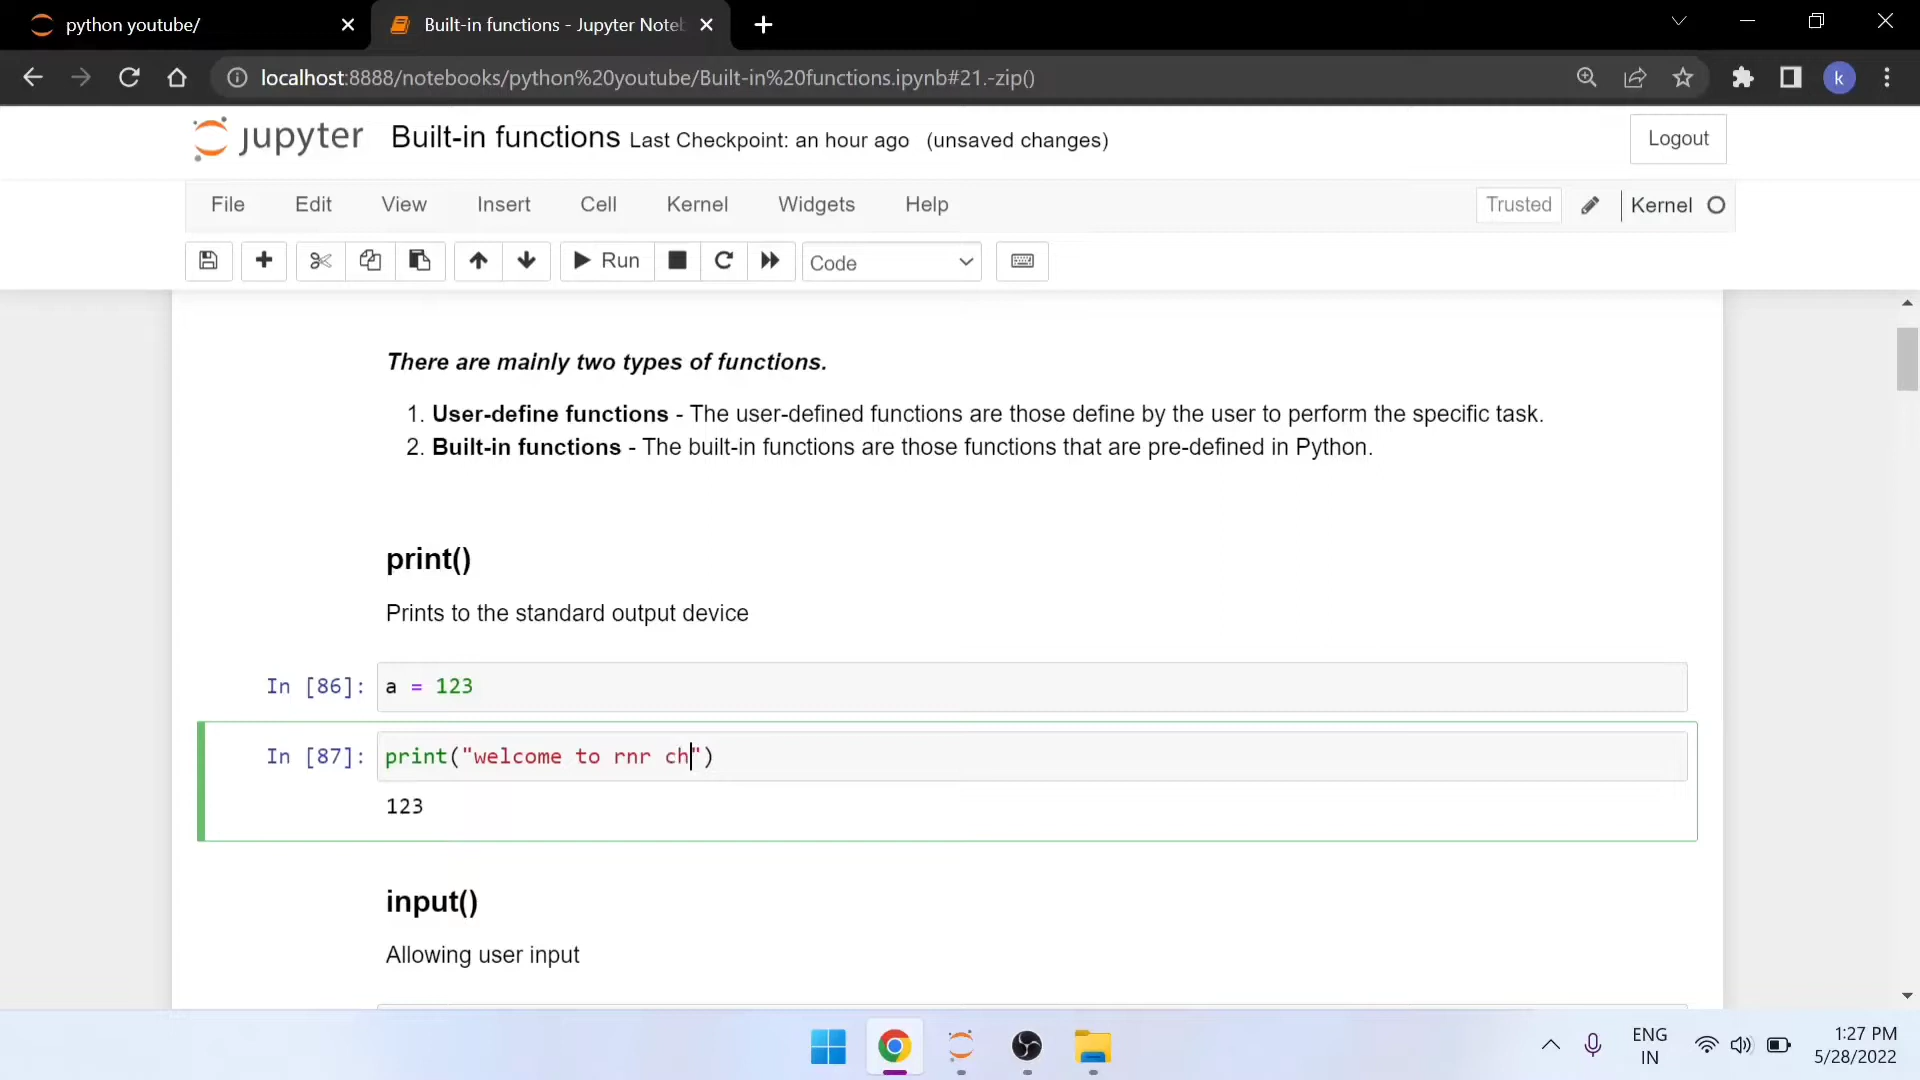 python youtube/
Built-in functions - Jupyter Note
localhost:8888/notebooks/python%20youtube/Built-in%20functions.ipynb#21.-zip()
k
jupyter Built-in functions Last Checkpoint: an hour ago (unsaved changes)
Logout
File Edit View Insert Cell Kernel Widgets Help
Trusted
Kernel
Run
Code
There are mainly two types of functions.
1. User-define functions - The user-defined functions are those define by the user to perform the specific task.
2. Built-in functions - The built-in functions are those functions that are pre-defined in Python.
print()
Prints to the standard output device
In [86]: a = 123
In [87]: print("welcome to rnr ch")
123
input()
Allowing user input
ENG
IN
1:27 PM
5/28/2022